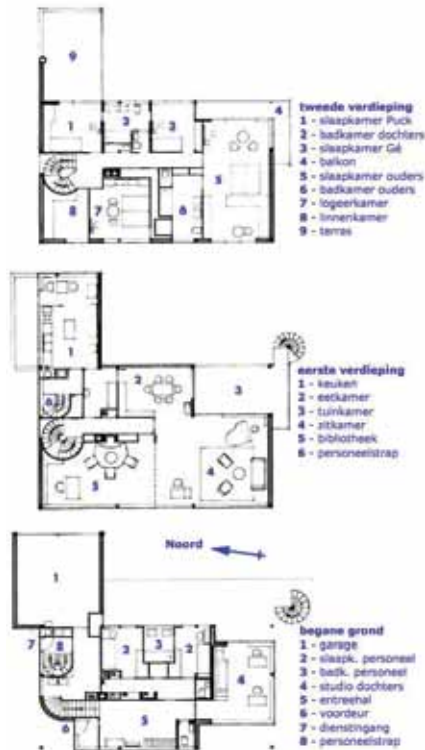 tweede verdieping
1 - slaapkamer Puck
2 - badkamer dochters
3 - slaapkamer Gé
4 - balkon
5 - slaapkamer ouders
6 - badkamer ouders
7 - logeerkamer
8 - linnenkamer
9 - terras
9
1
2
3
4
5
8
7
6
eerste verdieping
1 - keuken
2 - eetkamer
3 - tuinkamer
4 - zitkamer
5 - bibliotheek
6 - personeelstrap
1
2
3
6
5
4
Noord
begane grond
1 - garage
2 - slaapk. personeel
3 - badk. personeel
4 - studio dochters
5 - entreehal
6 - voordeur
7 - dienstingang
8 - personeelstrap
1
7
8
2
3
2
4
6
5